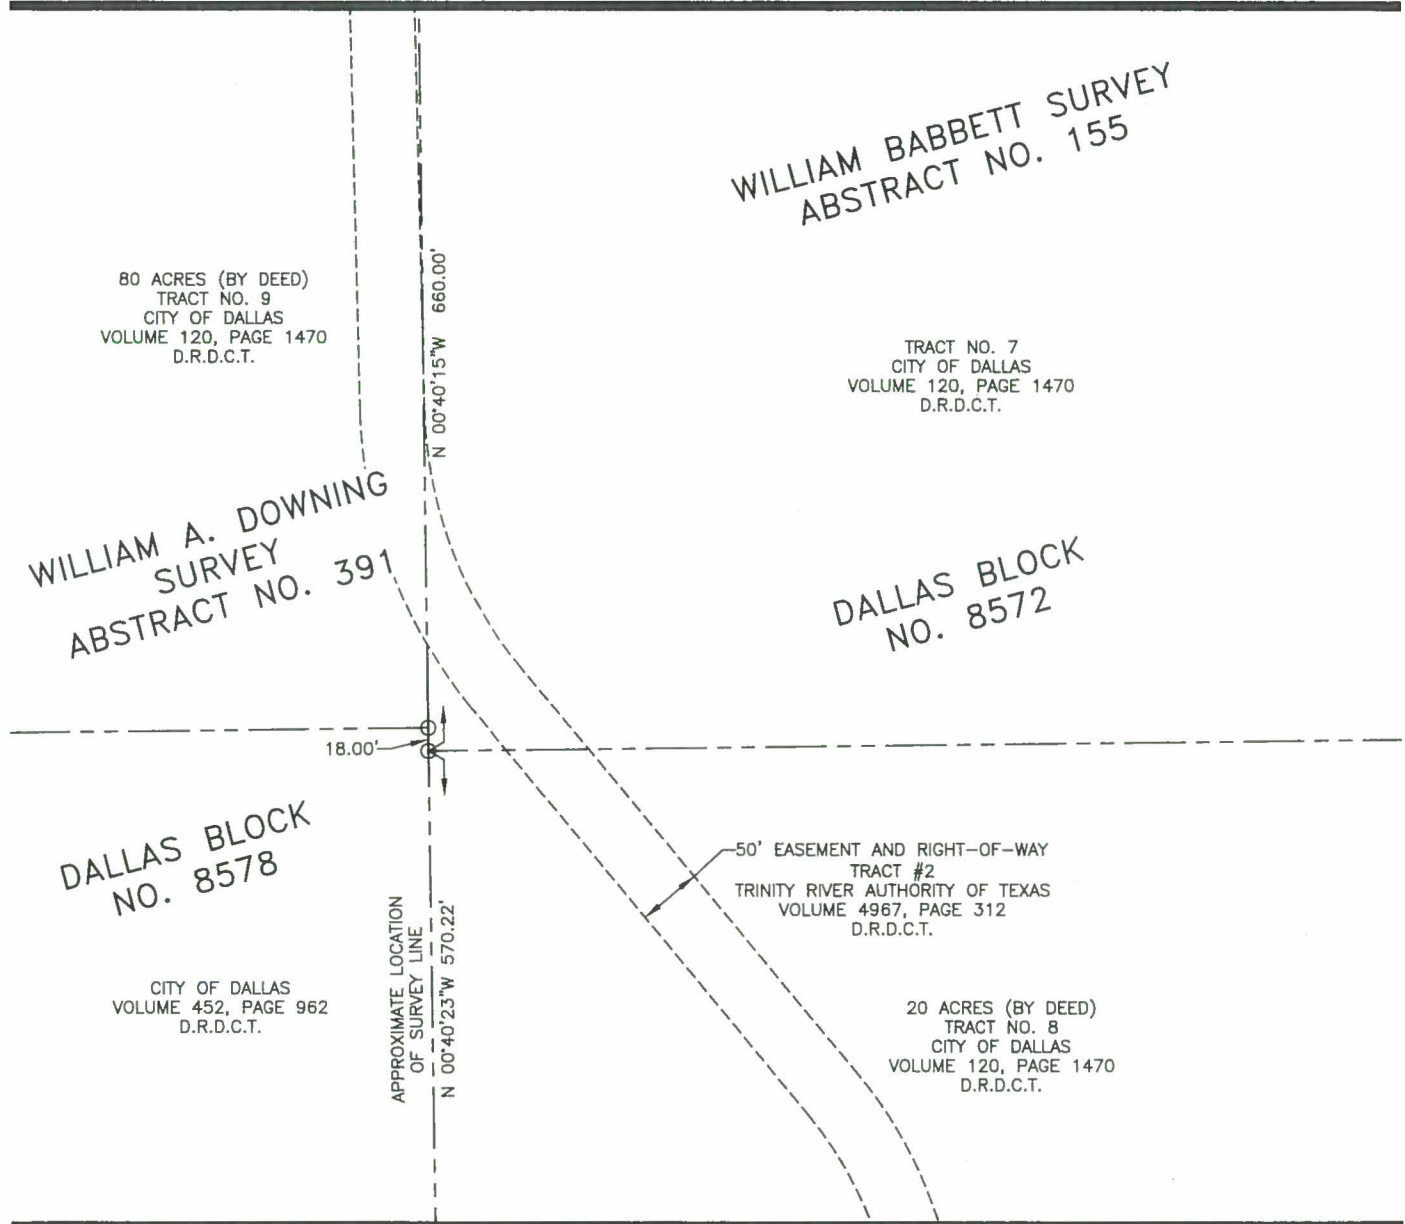 WILLIAM BABBETT SURVEY
ABSTRACT NO. 155
80 ACRES (BY DEED)
TRACT NO. 9
CITY OF DALLAS
VOLUME 120, PAGE 1470
D.R.D.C.T.
N 00°40'15"W 660.00'
TRACT NO. 7
CITY OF DALLAS
VOLUME 120, PAGE 1470
D.R.D.C.T.
WILLIAM A. DOWNING
SURVEY
ABSTRACT NO. 391
DALLAS BLOCK
NO. 8572
18.00'
DALLAS BLOCK
NO. 8578
50' EASEMENT AND RIGHT-OF-WAY
TRACT #2
TRINITY RIVER AUTHORITY OF TEXAS
VOLUME 4967, PAGE 312
D.R.D.C.T.
APPROXIMATE LOCATION
OF SURVEY LINE
N 00°40'23"W 570.22'
CITY OF DALLAS
VOLUME 452, PAGE 962
D.R.D.C.T.
20 ACRES (BY DEED)
TRACT NO. 8
CITY OF DALLAS
VOLUME 120, PAGE 1470
D.R.D.C.T.